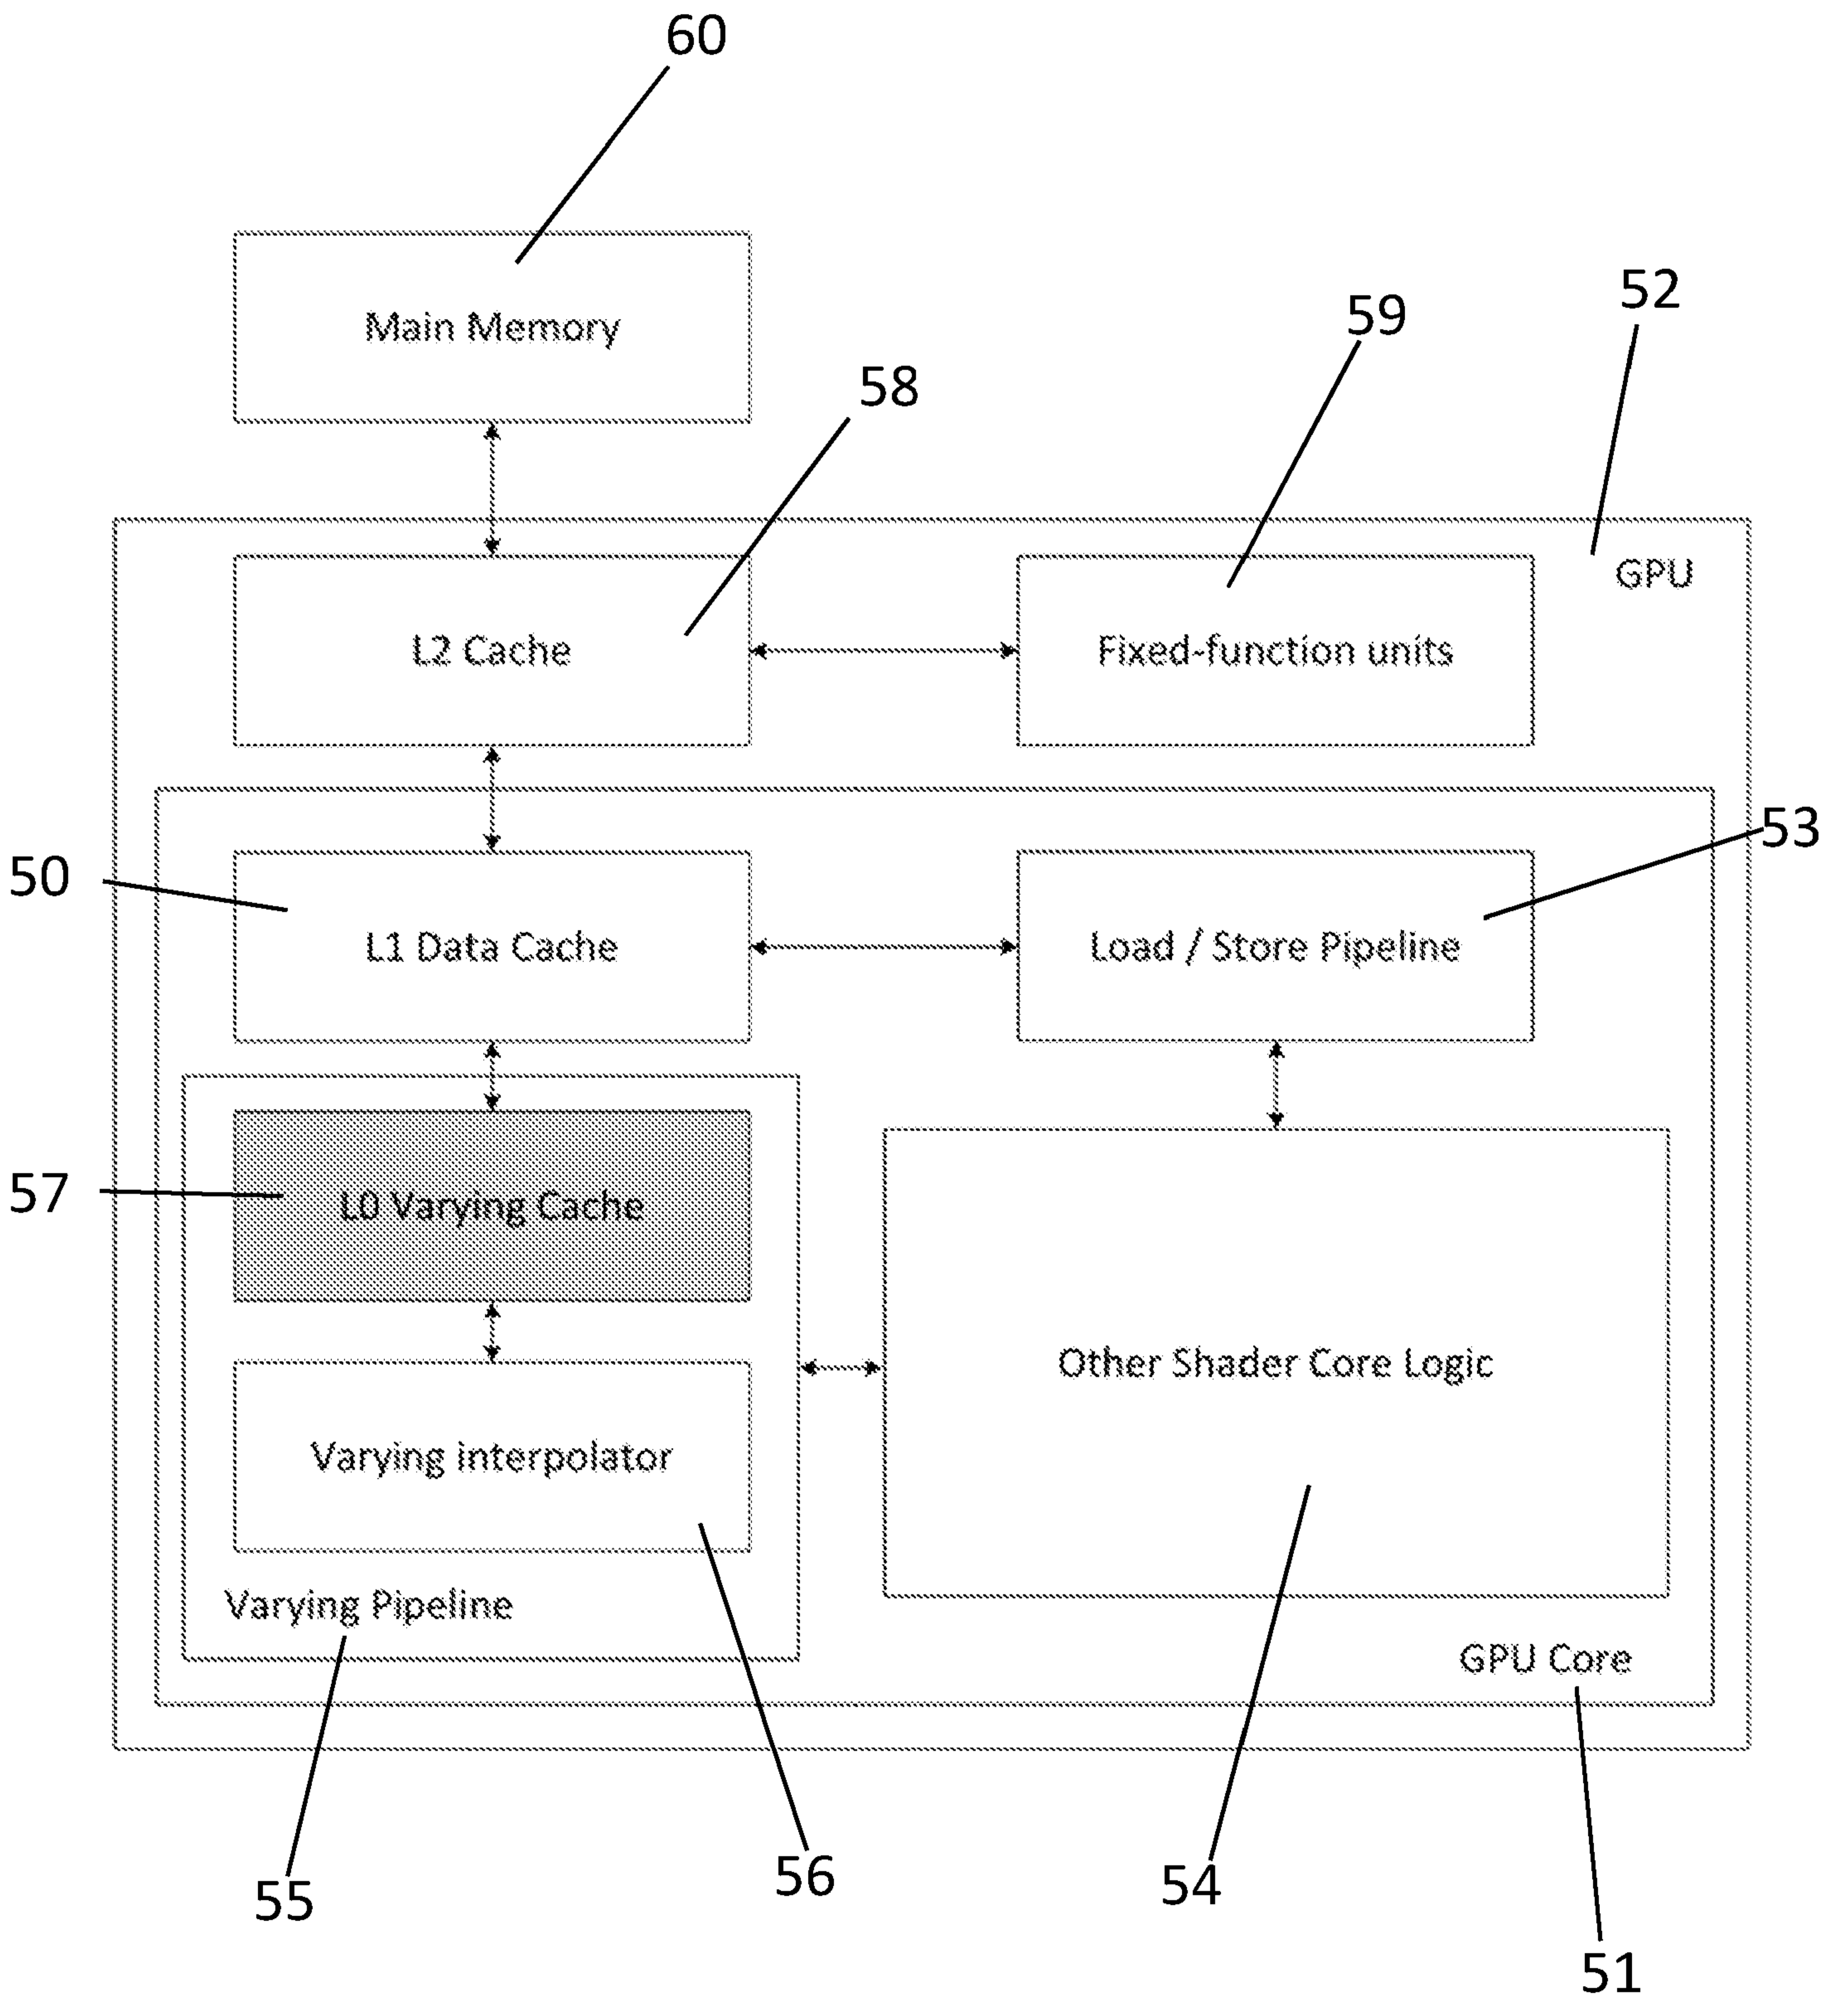 60
Main Memory
52
59
58
GPU
L2 Cache
Fixed-function units
53
50
L1 Data Cache
Load / Store Pipeline
57
L0 Varying Cache
Other Shader Core Logic
Varying interpolator
Varying Pipeline
GPU Core
55
56
54
51